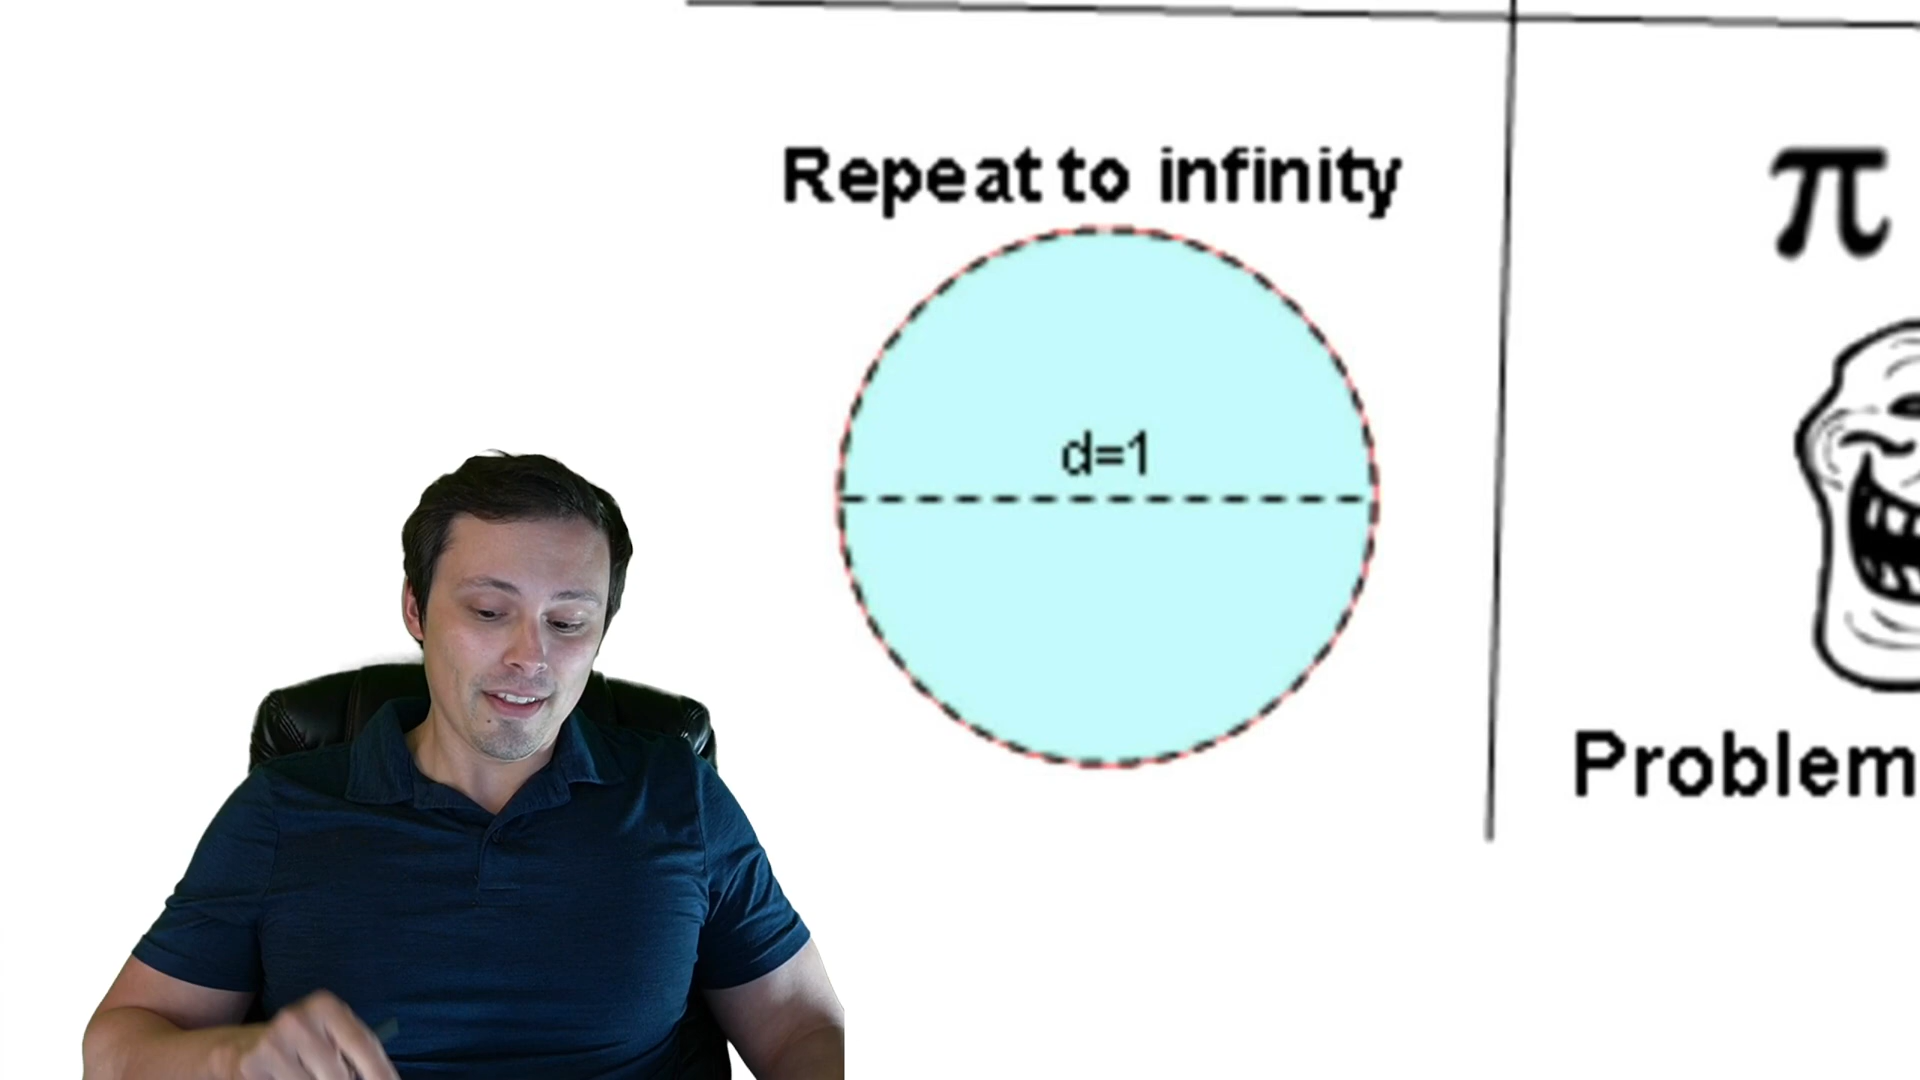 Repeat to infinity
π
d=1
Problem